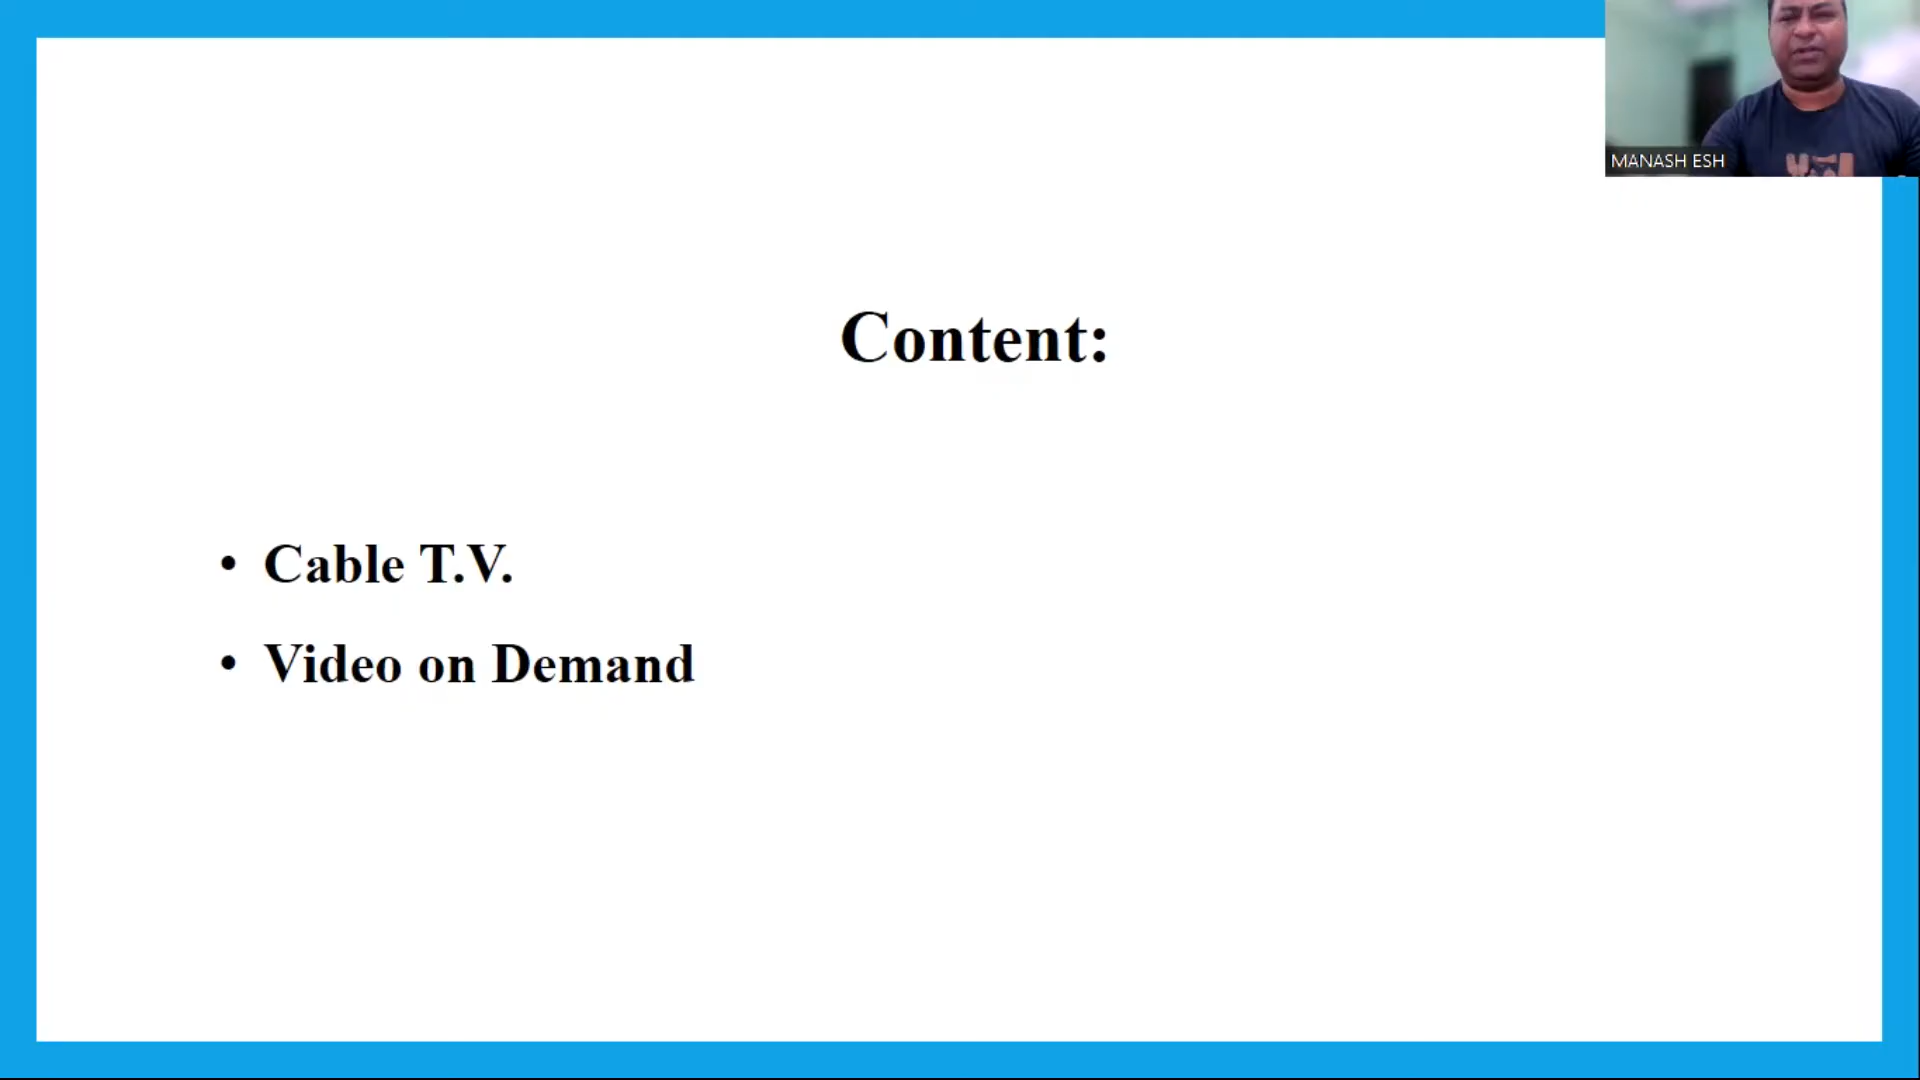 MANASH ESH
Content:
• Cable T.V.
• Video on Demand